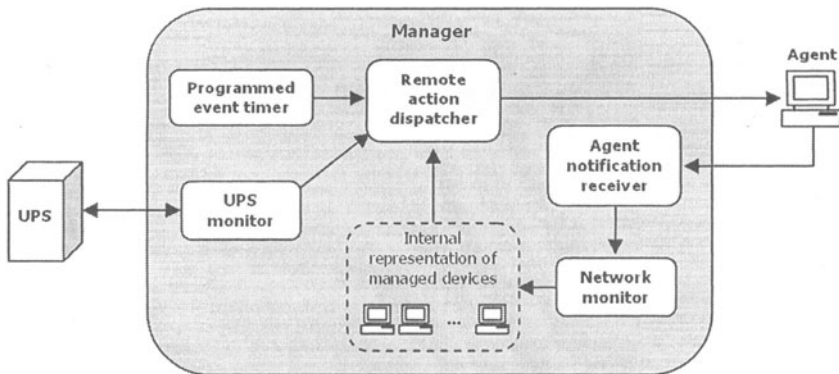 Manager
Agent
Programmed
event timer
Remote
action
dispatcher
Agent
notification
receiver
UPS
UPS
monitor
Internal
representation of
managed devices
...
Network
monitor